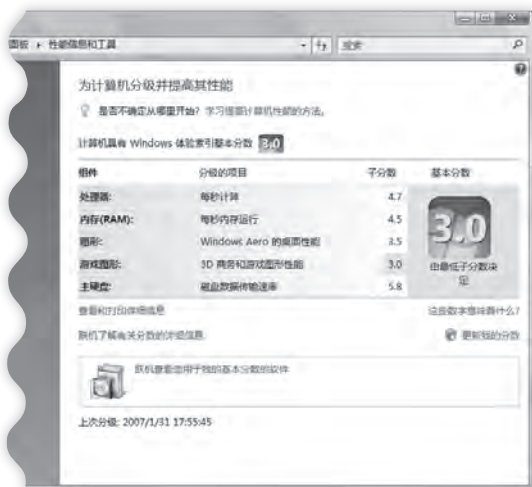 面板 ▸ 性能信息和工具
搜索
为计算机分级并提高其性能
是否不确定从哪里开始? 学习提高计算机性能的方法。
计算机具有 Windows 体验索引基本分数 3.0
组件 分级的项目 子分数 基本分数
处理器: 每秒计算 4.7
内存(RAM): 每秒内存运行 4.5
图形: Windows Aero 的桌面性能 3.5
游戏图形: 3D 商务和游戏图形性能 3.0
主硬盘: 磁盘数据传输速率 5.8
3.0
由最低子分数决
定
查看和打印详细信息
这些数字意味着什么?
联机了解有关分数的详细信息
更新我的分数
联机查看适用于我的基本分数的软件
上次分级: 2007/1/31 17:55:45